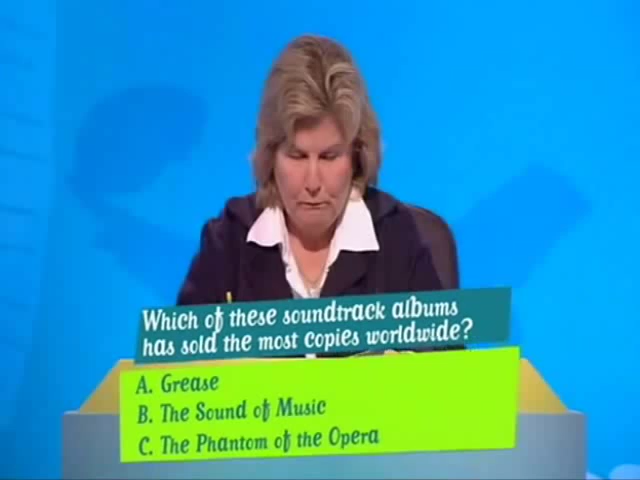 Which of these soundtrack albums
has sold the most copies worldwide?
A. Grease
B. The Sound of Music
C. The Phantom of the Opera